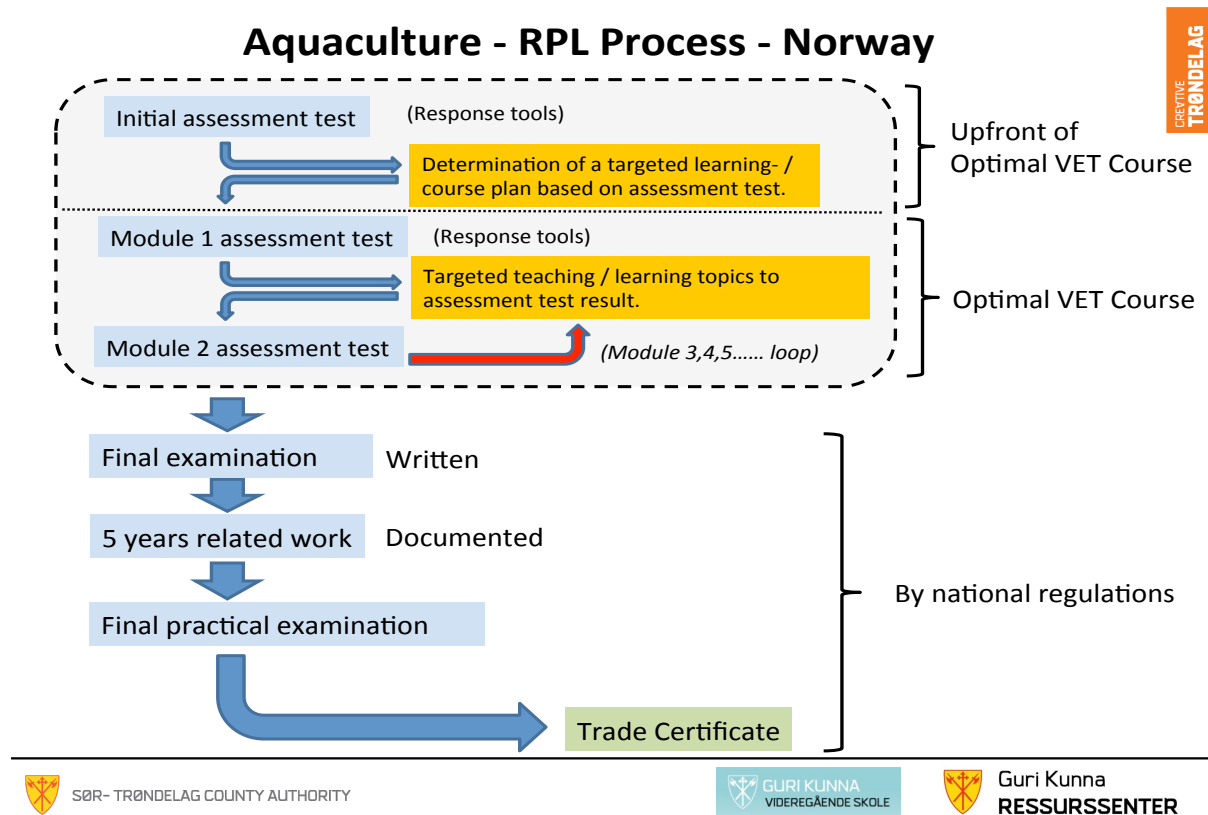 Aquaculture - RPL Process - Norway
CREATIVE
TRØNDELAG
Initial assessment test
(Response tools)
Determination of a targeted learning- /
course plan based on assessment test.
Upfront of
Optimal VET Course
Module 1 assessment test
(Response tools)
Targeted teaching / learning topics to
assessment test result.
Module 2 assessment test
(Module 3,4,5…... loop)
Optimal VET Course
Final examination
Written
5 years related work
Documented
Final practical examination
By national regulations
Trade Certificate
SØR- TRØNDELAG COUNTY AUTHORITY
GURI KUNNA
VIDEREGÅENDE SKOLE
Guri Kunna
RESSURSSENTER